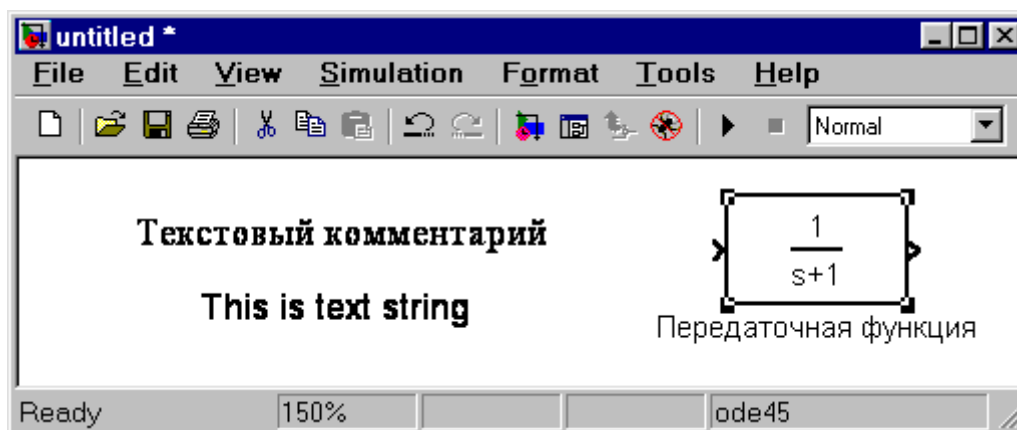 untitled *
File Edit View Simulation Format Tools Help
Normal
Текстовый комментарий
This is text string
1
s+1
Передаточная функция
Ready 150% ode45